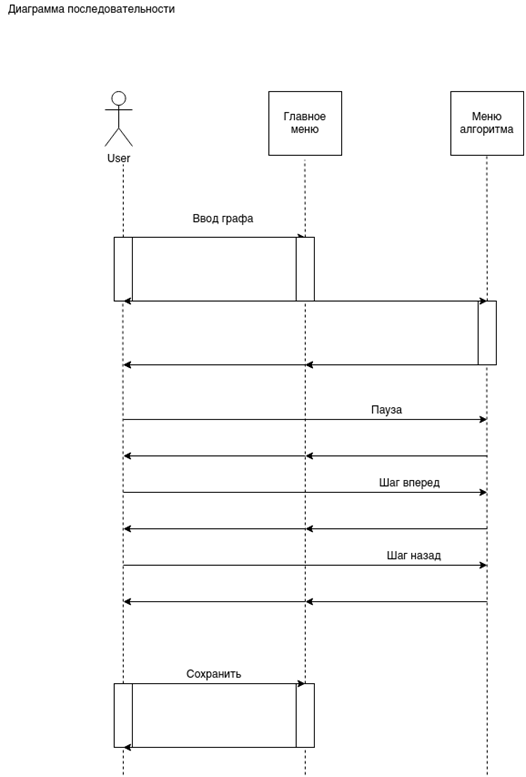 Диаграмма последовательности
Главное
меню
Меню
алгоритма
User
Ввод графа
Пауза
Шаг вперед
Шаг назад
Сохранить